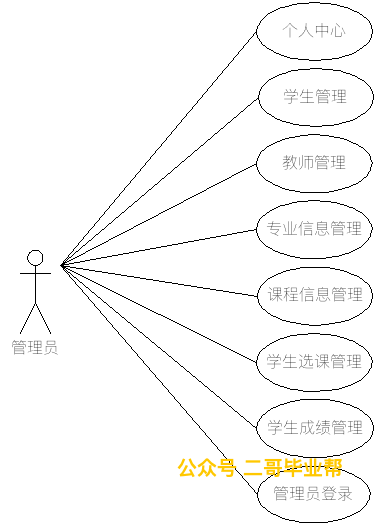 个人中心
学生管理
教师管理
专业信息管理
课程信息管理
管理员
学生选课管理
学生成绩管理
公众号 二哥毕业帮
管理员登录